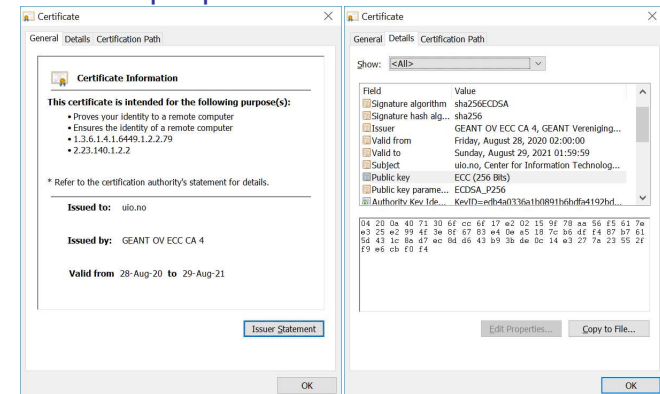 Certificate
General Details Certification Path
Certificate Information
This certificate is intended for the following purpose(s):
• Proves your identity to a remote computer
• Ensures the identity of a remote computer
• 1.3.6.1.4.1.6449.1.2.2.79
• 2.23.140.1.2.2
* Refer to the certification authority's statement for details.
Issued to: uio.no
Issued by: GEANT OV ECC CA 4
Valid from 28-Aug-20 to 29-Aug-21
Issuer Statement
OK
Certificate
General Details Certification Path
Show: <All>
Field Value
Signature algorithm sha256ECDSA
Signature hash alg... sha256
Issuer GEANT OV ECC CA 4, GEANT Vereniging...
Valid from Friday, August 28, 2020 02:00:00
Valid to Sunday, August 29, 2021 01:59:59
Subject uio.no, Center for Information Technolog...
Public key ECC (256 Bits)
Public key parame... ECDSA_P256
Authority Key Ide... KeyID=edb4a0336a1b0891b6bdfa4192bd...
04 20 0a 40 71 30 6f cc 6f 17 e2 02 15 9f 78 aa 56 f5 61 7e
e3 25 e2 99 4f 3e 8f 67 83 e4 0e a5 18 7c b6 df f4 87 b7 61
5d 43 1c 8a d7 ec 8d d6 43 b9 3b de 0c 14 e3 27 7a 23 55 2f
f9 e6 cb f0 f4
Edit Properties...
Copy to File...
OK